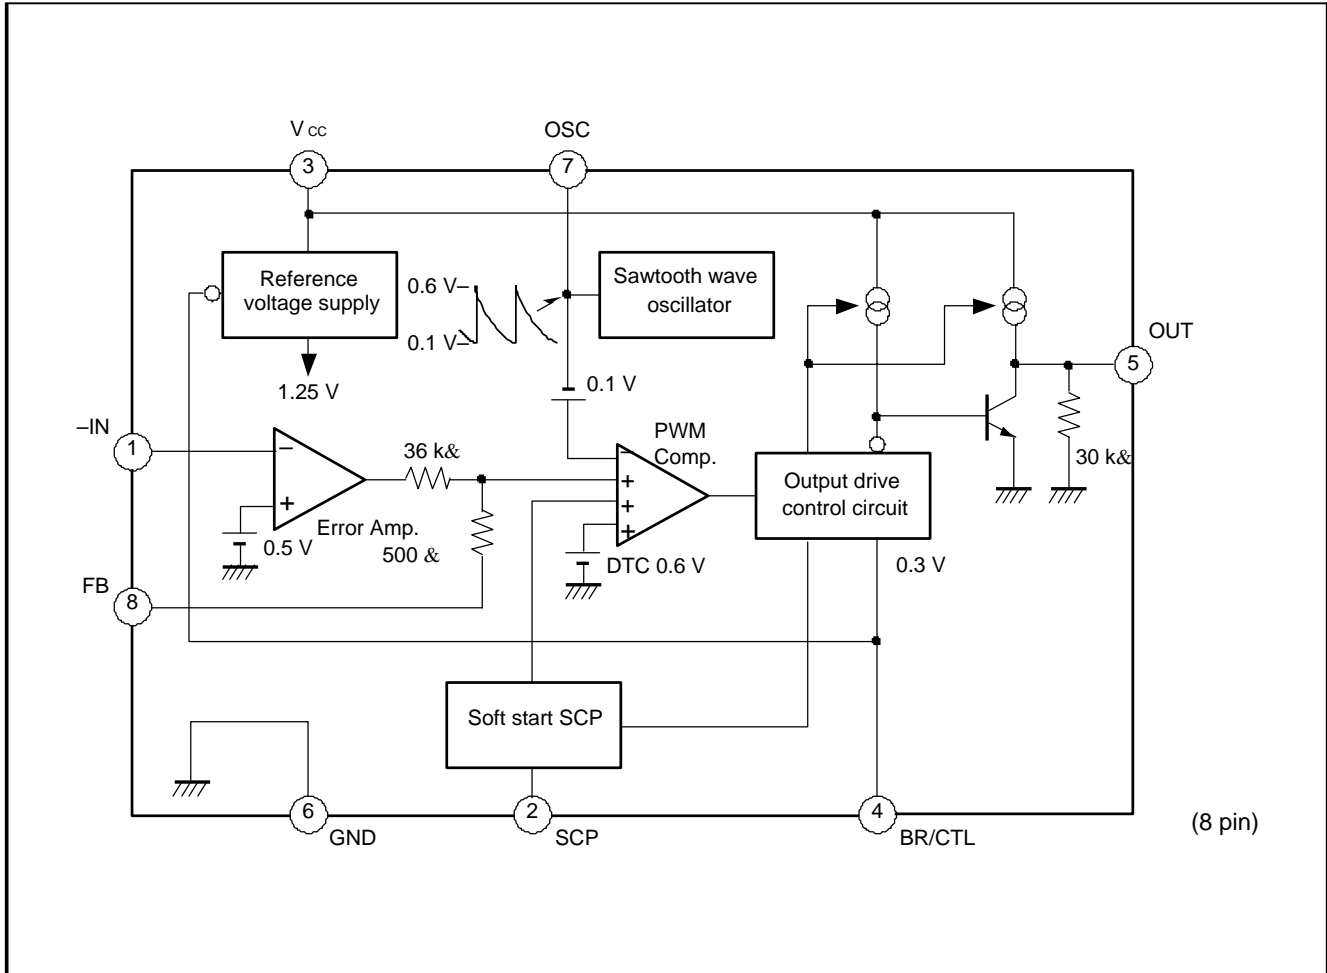 V CC
OSC
3
7
Reference
voltage supply
0.6 V
0.1 V
Sawtooth wave
oscillator
1.25 V
0.1 V
OUT
5
–IN
1
−
+
36 k&
PWM
Comp.
−
+
+
+
Output drive
control circuit
30 k&
0.5 V
Error Amp.
500 &
DTC 0.6 V
0.3 V
FB
8
Soft start SCP
6
GND
2
SCP
4
BR/CTL
(8 pin)